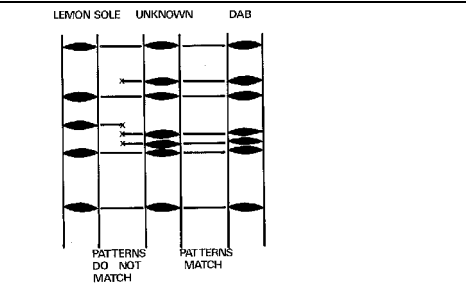 LEMON SOLE UNKNOWN DAB
PATTERNS
DO NOT
MATCH
PATTERNS
MATCH